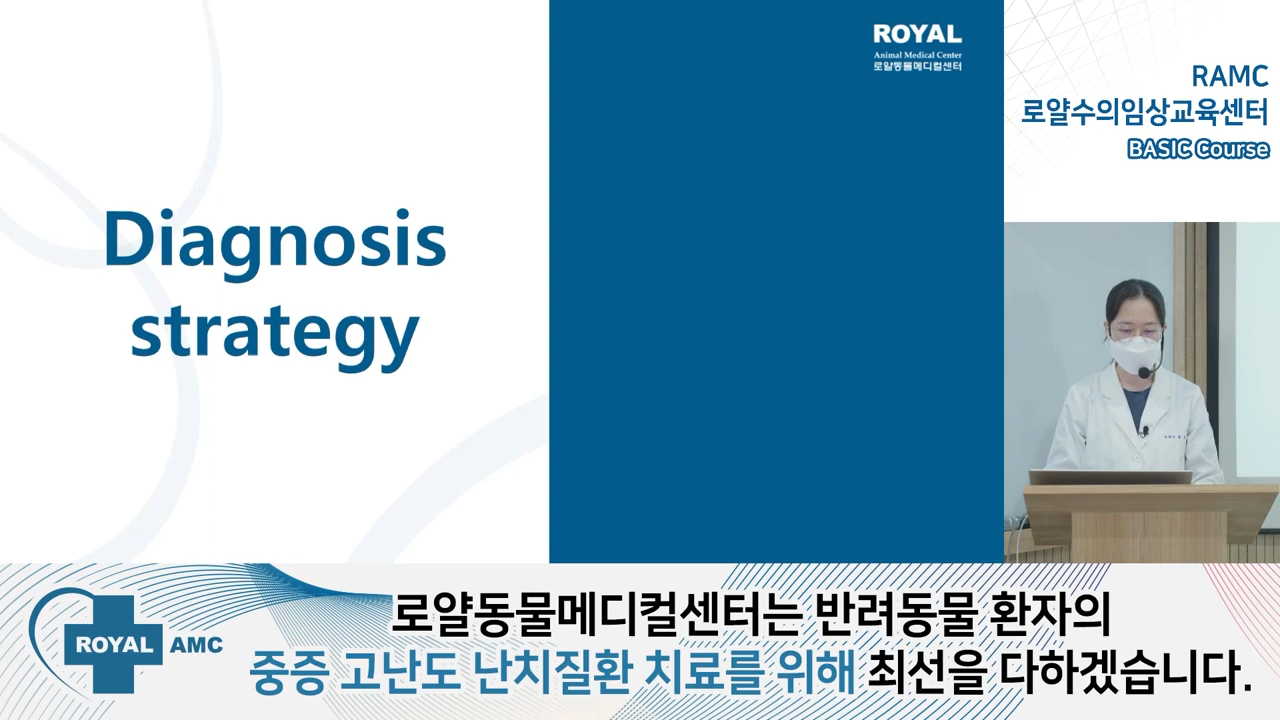 Diagnosis
strategy
ROYAL
Animal Medical Center
로얄동물메디컬센터
RAMC
로얄수의임상교육센터
BASIC Course
ROYAL AMC
로얄동물메디컬센터는 반려동물 환자의
중증 고난도 난치질환 치료를 위해 최선을 다하겠습니다.